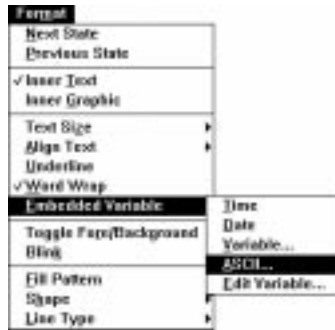 Format
Next State
Previous State
✓Inner Text
Inner Graphic
Text Size
Align Text
Underline
✓Word Wrap
Embedded Variable
Toggle Fore/Background
Blink
Fill Pattern
Shape
Line Type
Time
Date
Variable...
ASCII...
Edit Variable...